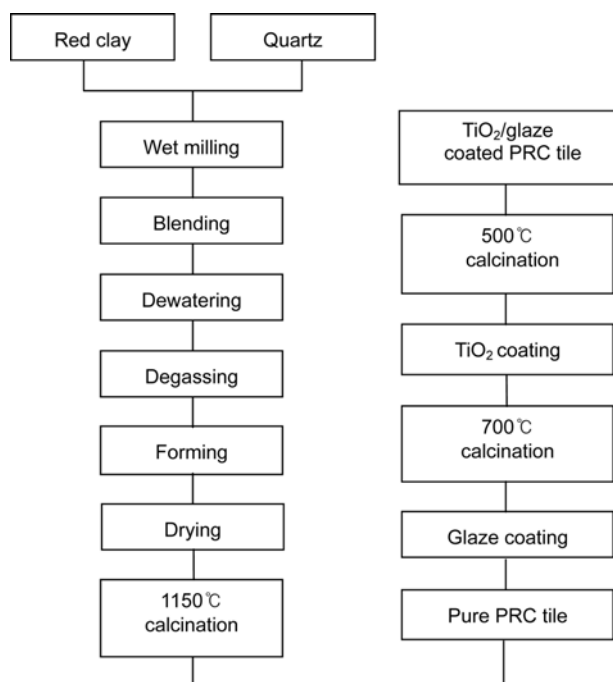 Red clay
Quartz
Wet milling
Blending
Dewatering
Degassing
Forming
Drying
1150℃
calcination
TiO₂/glaze
coated PRC tile
500℃
calcination
TiO₂ coating
700℃
calcination
Glaze coating
Pure PRC tile